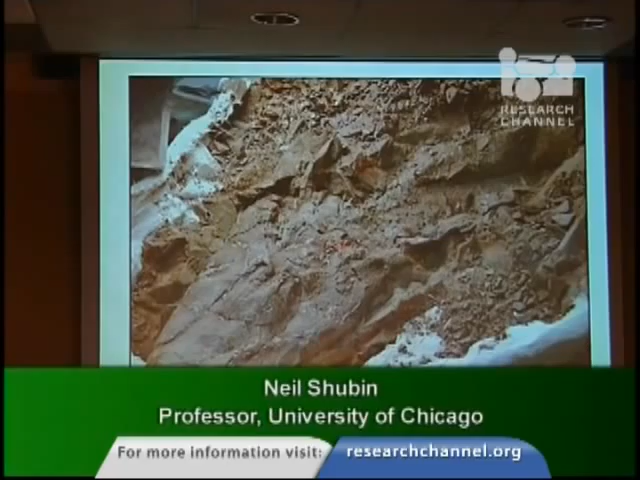 RESEARCH
CHANNEL
Neil Shubin
Professor, University of Chicago
For more information visit:
researchchannel.org